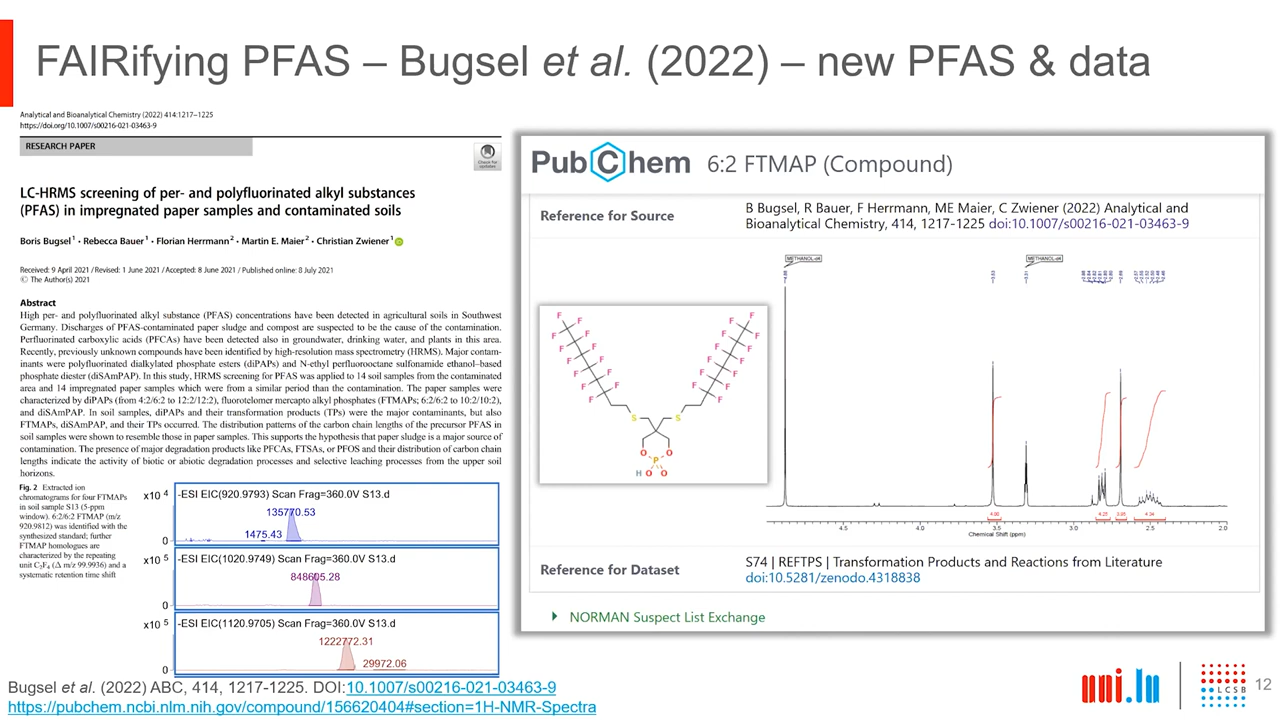 FAIRifying PFAS – Bugsel et al. (2022) – new PFAS & data
Analytical and Bioanalytical Chemistry (2022) 414:1217–1225
https://doi.org/10.1007/s00216-021-03463-9
RESEARCH PAPER
Check for
updates
LC-HRMS screening of per- and polyfluorinated alkyl substances
(PFAS) in impregnated paper samples and contaminated soils
Boris Bugsel1 · Rebecca Bauer1 · Florian Herrmann2 · Martin E. Maier2 · Christian Zwiener1
Received: 9 April 2021 / Revised: 1 June 2021 / Accepted: 8 June 2021 / Published online: 8 July 2021
© The Author(s) 2021
Abstract
High per- and polyfluorinated alkyl substance (PFAS) concentrations have been detected in agricultural soils in Southwest
Germany. Discharges of PFAS-contaminated paper sludge and compost are suspected to be the cause of the contamination.
Perfluorinated carboxylic acids (PFCAs) have been detected also in groundwater, drinking water, and plants in this area.
Recently, previously unknown compounds have been identified by high-resolution mass spectrometry (HRMS). Major contam-
inants were polyfluorinated dialkylated phosphate esters (diPAPs) and N-ethyl perfluorooctane sulfonamide ethanol–based
phosphate diester (diSAmPAP). In this study, HRMS screening for PFAS was applied to 14 soil samples from the contaminated
area and 14 impregnated paper samples which were from a similar period than the contamination. The paper samples were
characterized by diPAPs (from 4:2/6:2 to 12:2/12:2), fluorotelomer mercapto alkyl phosphates (FTMAPs; 6:2/6:2 to 10:2/10:2),
and diSAmPAP. In soil samples, diPAPs and their transformation products (TPs) were the major contaminants, but also
FTMAPs, diSAmPAP, and their TPs occurred. The distribution patterns of the carbon chain lengths of the precursor PFAS in
soil samples were shown to resemble those in paper samples. This supports the hypothesis that paper sludge is a major source of
contamination. The presence of major degradation products like PFCAs, FTSAs, or PFOS and their distribution of carbon chain
lengths indicate the activity of biotic or abiotic degradation processes and selective leaching processes from the upper soil
horizons.
Fig. 2 Extracted ion
chromatograms for four FTMAPs
in soil sample S13 (5-ppm
window). 6:2/6:2 FTMAP (m/z
920.9812) was identified with the
synthesized standard; further
FTMAP homologues are
characterized by the repeating
unit C2F4 (Δ m/z 99.9936) and a
systematic retention time shift
x10 4
-ESI EIC(920.9793) Scan Frag=360.0V S13.d
135770.53
1475.43
0
x10 5
-ESI EIC(1020.9749) Scan Frag=360.0V S13.d
848605.28
0
x10 5
-ESI EIC(1120.9705) Scan Frag=360.0V S13.d
1222772.31
29972.06
0
PubChem 6:2 FTMAP (Compound)
Reference for Source
B Bugsel, R Bauer, F Herrmann, ME Maier, C Zwiener (2022) Analytical and
Bioanalytical Chemistry, 414, 1217-1225 doi:10.1007/s00216-021-03463-9
METHANOL-d4
METHANOL-d4
S S
O O
P
H O O
4.5 4.0 3.5 3.0 2.5 2.0
Chemical Shift (ppm)
Reference for Dataset
S74 | REFTPS | Transformation Products and Reactions from Literature
doi:10.5281/zenodo.4318838
NORMAN Suspect List Exchange
Bugsel et al. (2022) ABC, 414, 1217-1225. DOI:10.1007/s00216-021-03463-9
https://pubchem.ncbi.nlm.nih.gov/compound/156620404#section=1H-NMR-Spectra
uni.lu
LCSB
12